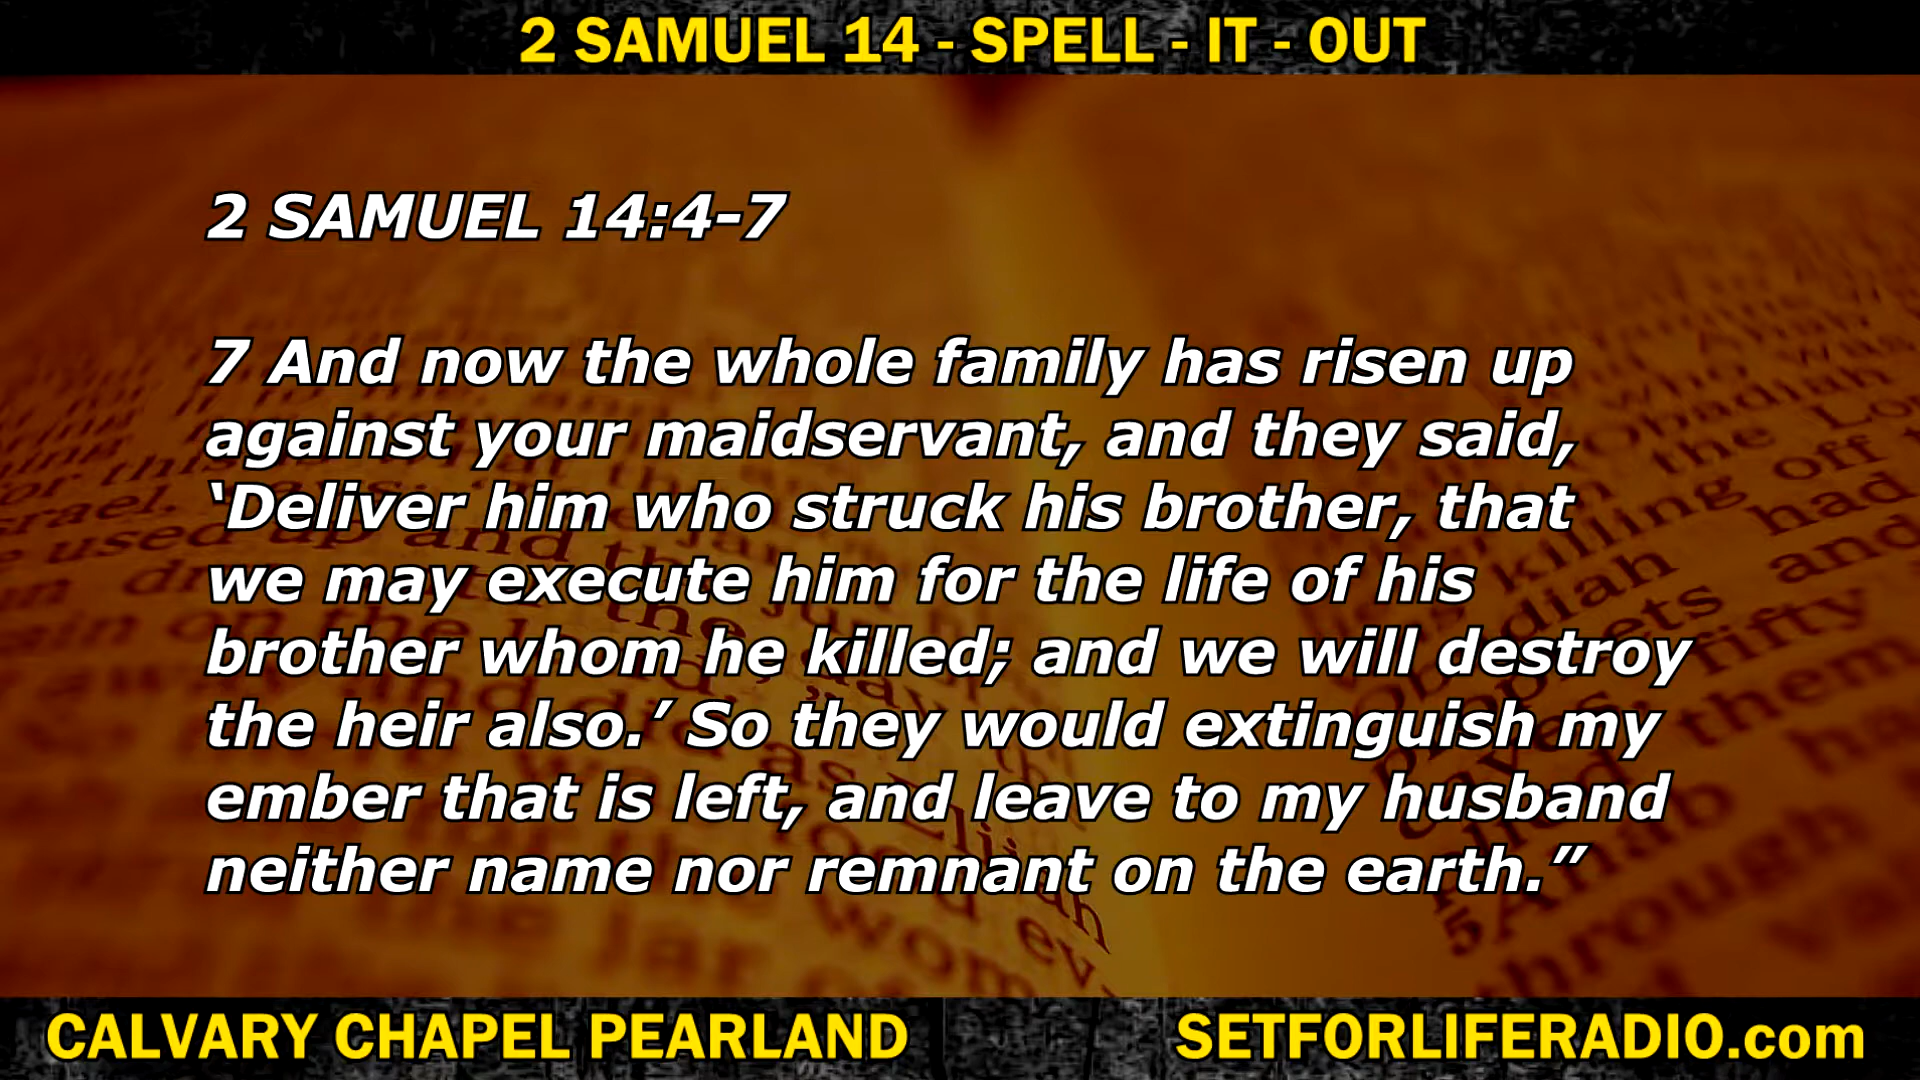 2 SAMUEL 14 - SPELL - IT - OUT
2 SAMUEL 14:4-7
7 And now the whole family has risen up
against your maidservant, and they said,
‘Deliver him who struck his brother, that
we may execute him for the life of his
brother whom he killed; and we will destroy
the heir also.’ So they would extinguish my
ember that is left, and leave to my husband
neither name nor remnant on the earth.”
CALVARY CHAPEL PEARLAND
SETFORLIFERADIO.com